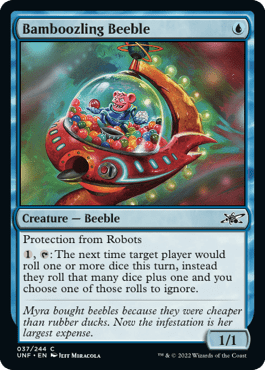 Bamboozling Beeble
Creature — Beeble
Protection from Robots
1, : The next time target player would
roll one or more dice this turn, instead
they roll that many dice plus one and you
choose one of those rolls to ignore.
Myra bought beebles because they were cheaper
than rubber ducks. Now the infestation is her
largest expense.
1/1
037/244 C
UNF • EN Jeff Miracola
™ & © 2022 Wizards of the Coast